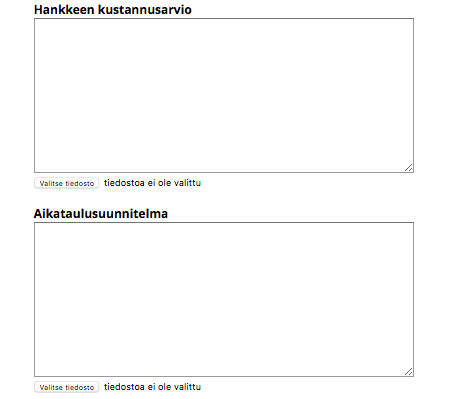 Hankkeen kustannusarvio
Valitse tiedosto tiedostoa ei ole valittu
Aikataulusuunnitelma
Valitse tiedosto tiedostoa ei ole valittu